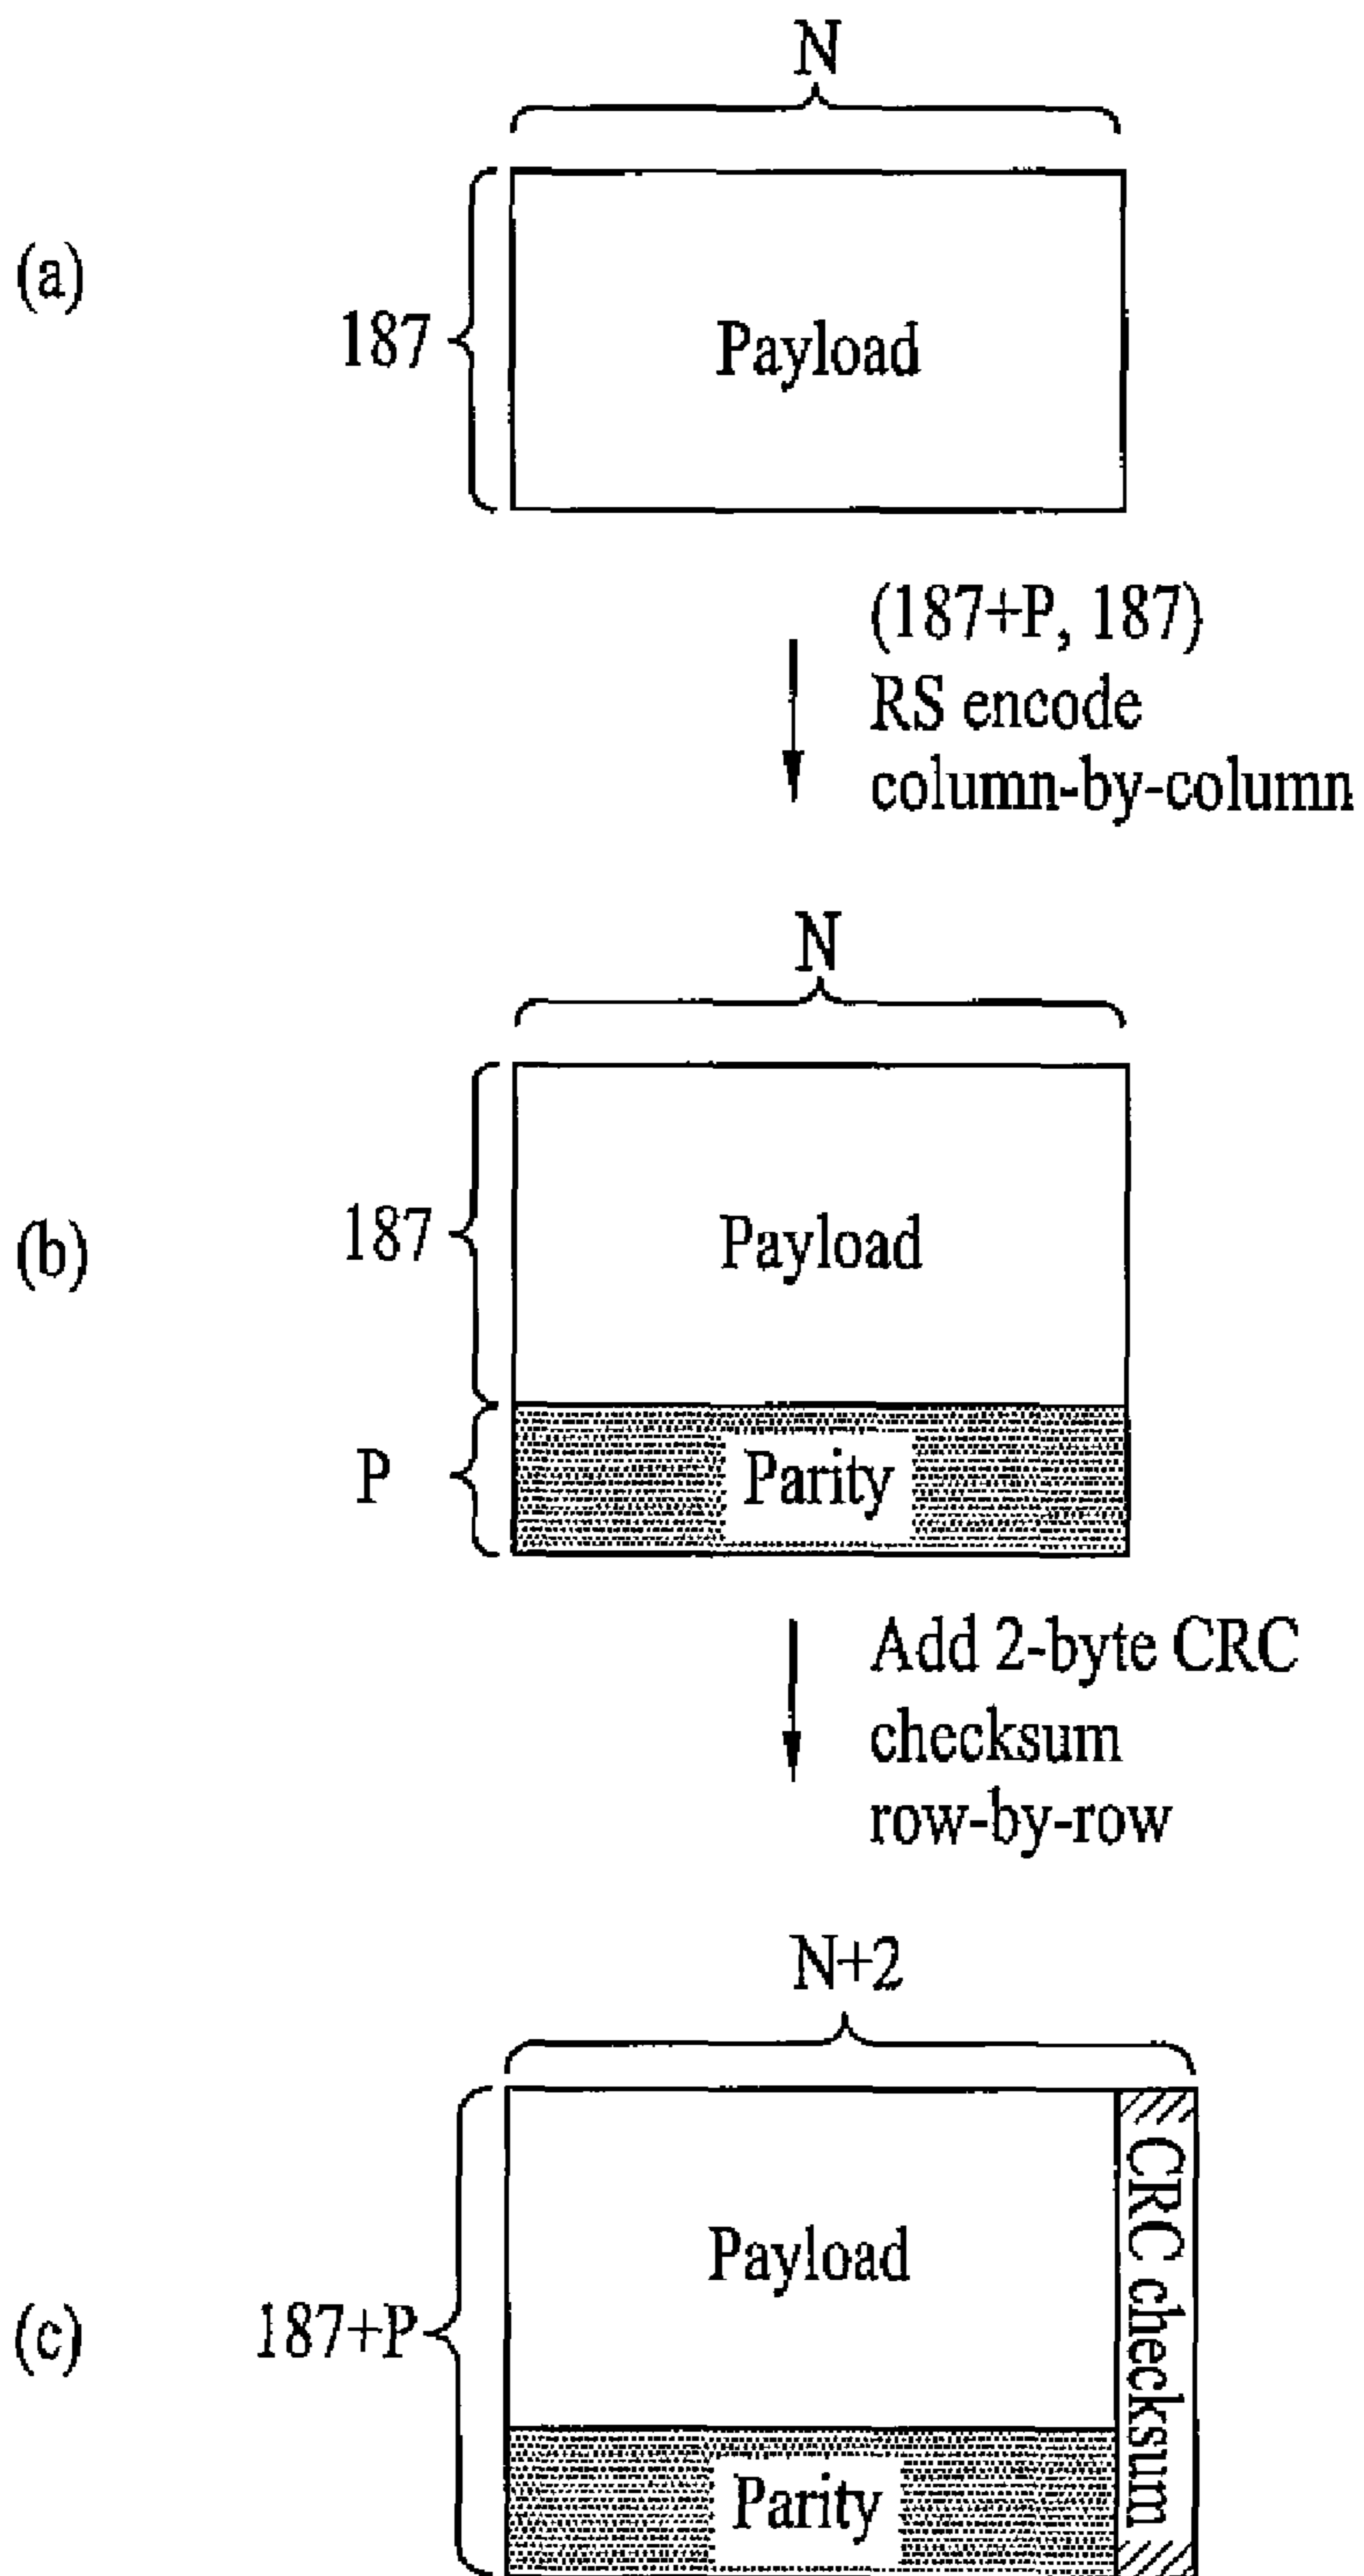 N
(a)
187
Payload
(187+P, 187)
RS encode
column-by-column
N
(b)
187
Payload
P
Parity
Add 2-byte CRC
checksum
row-by-row
N+2
(c)
187+P
Payload
CRC checksum
Parity